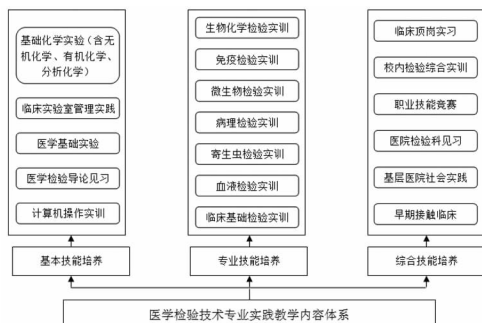 基础化学实验（含无
机化学、有机化学、
分析化学）
临床实验室管理实践
医学基础实验
医学检验导论见习
计算机操作实训
基本技能培养
生物化学检验实训
免疫检验实训
微生物检验实训
病理检验实训
寄生虫检验实训
血液检验实训
临床基础检验实训
专业技能培养
临床顶岗实习
校内检验综合实训
职业技能竞赛
医院检验科见习
基层医院社会实践
早期接触临床
综合技能培养
医学检验技术专业实践教学内容体系